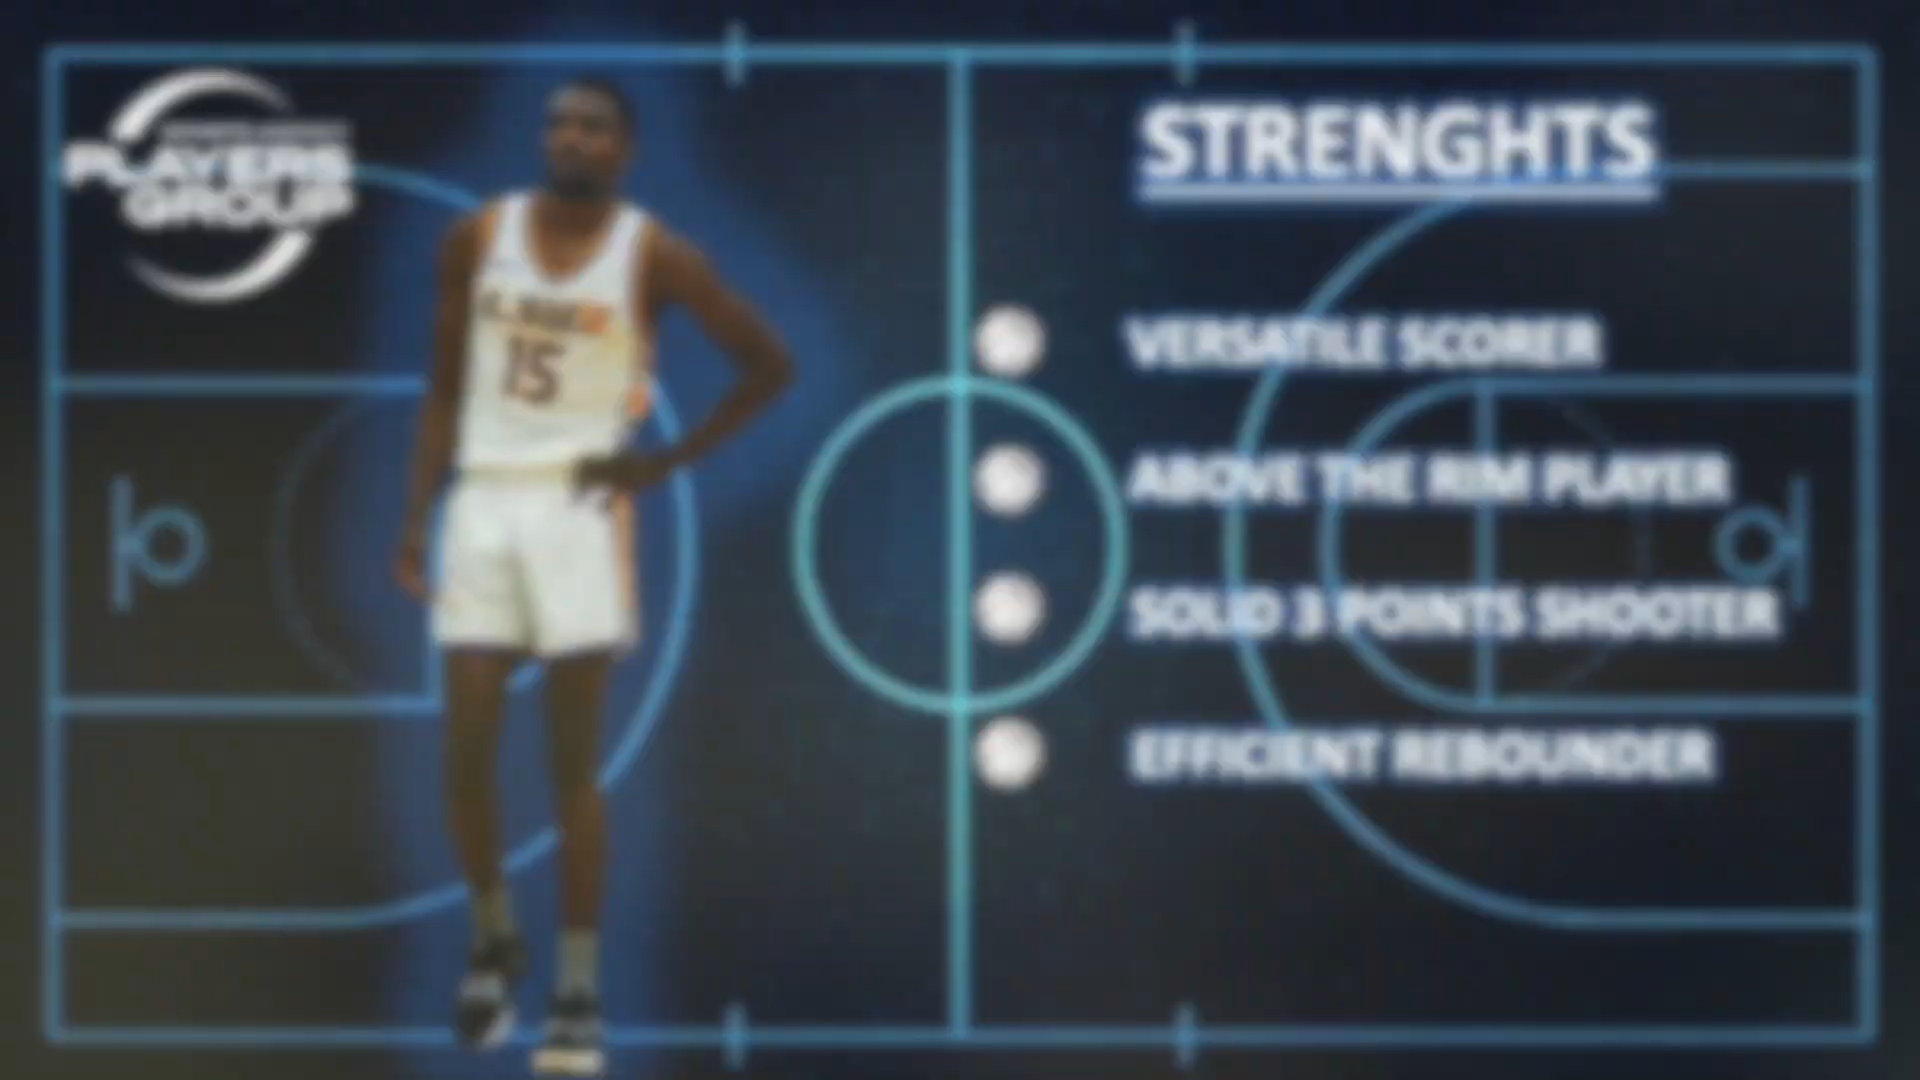 PLAYERS
GROUP
15
STRENGHTS
VERSATILE SCORER
ABOVE THE RIM PLAYER
SOLID 3 POINTS SHOOTER
EFFICIENT REBOUNDER